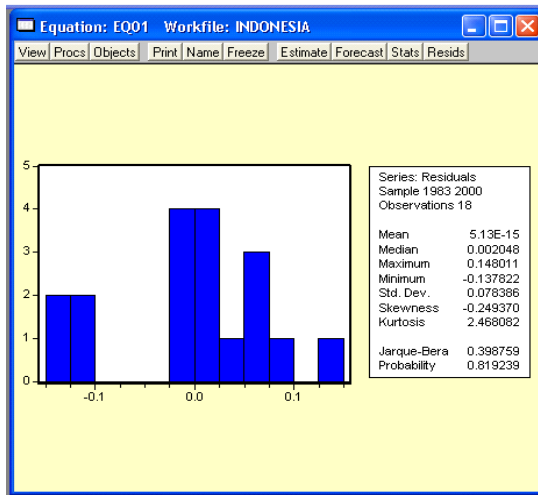 Equation: EQ01 Workfile: INDONESIA
View Procs Objects Print Name Freeze Estimate Forecast Stats Resids
5
4
3
2
1
0
-0.1 0.0 0.1
Series: Residuals
Sample 1983 2000
Observations 18
Mean 5.13E-15
Median 0.002048
Maximum 0.148011
Minimum -0.137822
Std. Dev. 0.078386
Skewness -0.249370
Kurtosis 2.468082
Jarque-Bera 0.398759
Probability 0.819239